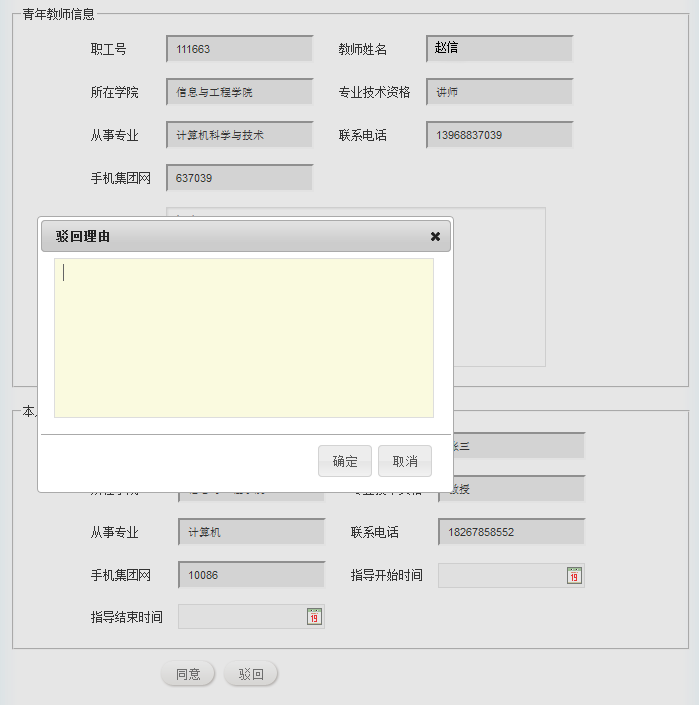 青年教师信息
职工号 111663 教师姓名 赵信
所在学院 信息与工程学院 专业技术资格 讲师
从事专业 计算机科学与技术 联系电话 13968837039
手机集团网 637039
驳回理由
确定 取消
本
张三
教授
从事专业 计算机 联系电话 18267858552
手机集团网 10086 指导开始时间 19
指导结束时间 19
同意 驳回